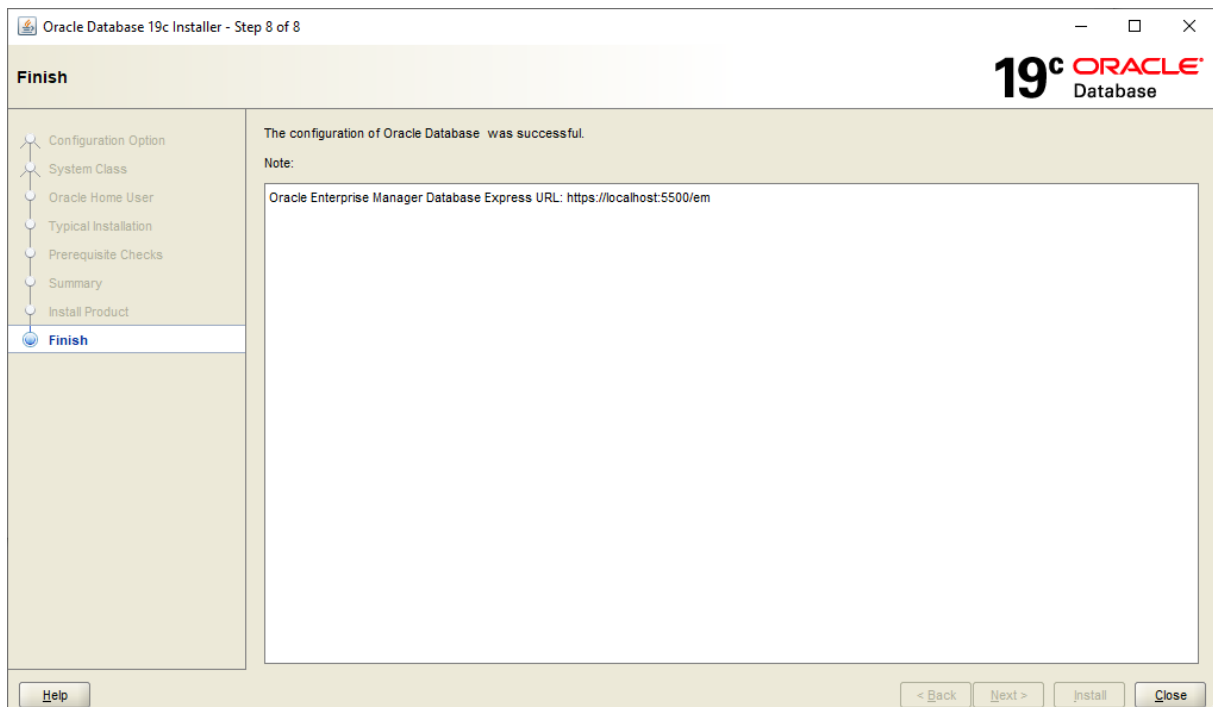 Oracle Database 19c Installer - Step 8 of 8
Finish
19c ORACLE
Database
Configuration Option
System Class
Oracle Home User
Typical Installation
Prerequisite Checks
Summary
Install Product
Finish
The configuration of Oracle Database  was successful.
Note:
Oracle Enterprise Manager Database Express URL: https://localhost:5500/em
Help
< Back
Next >
Install
Close